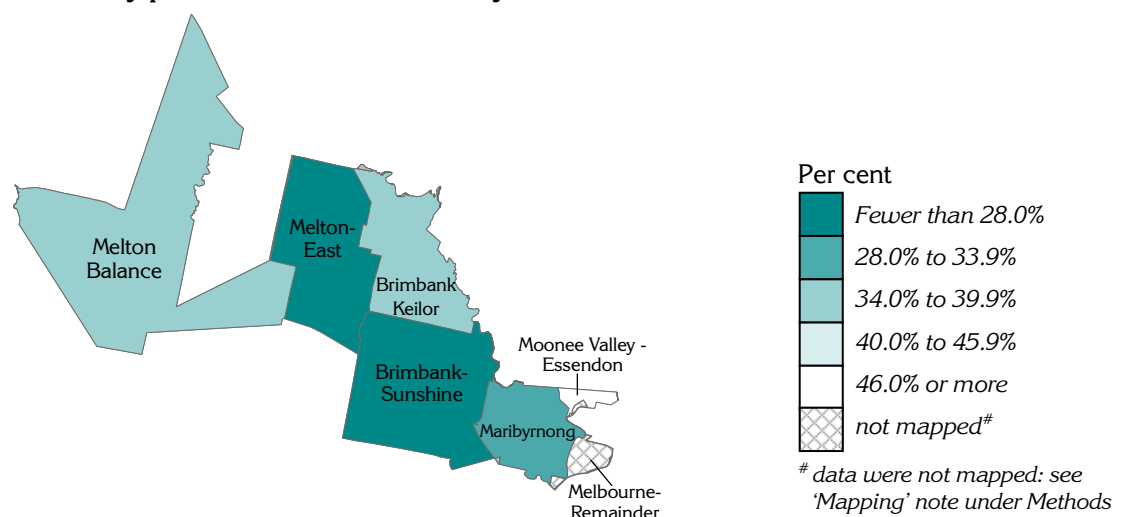 Melton
Balance
Melton-
East
Brimbank
Keilor
Brimbank-
Sunshine
Moonee Valley -
Essendon
Maribyrnong
Melbourne-
Remainder
Per cent
Fewer than 28.0%
28.0% to 33.9%
34.0% to 39.9%
40.0% to 45.9%
46.0% or more
not mapped#
# data were not mapped: see
'Mapping' note under Methods